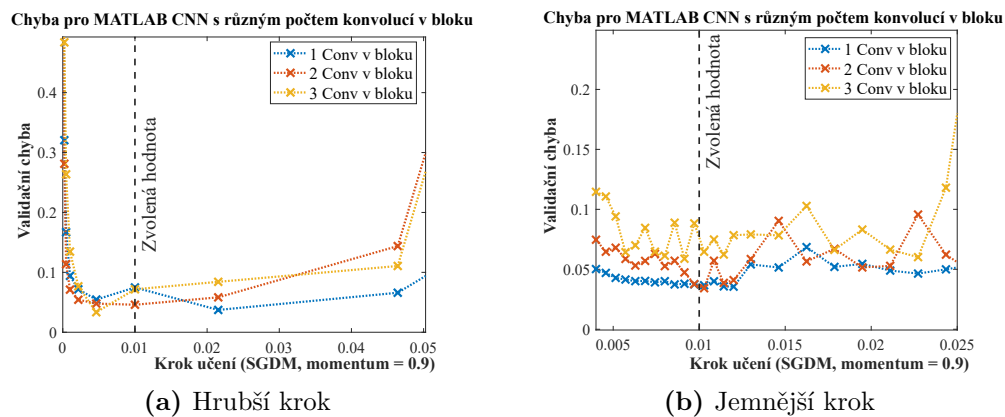 Chyba pro MATLAB CNN s různým počtem konvolucí v bloku
1 Conv v bloku
2 Conv v bloku
3 Conv v bloku
Zvolená hodnota
Validační chyba
0.4
0.3
0.2
0.1
0
0
0.01
0.02
0.03
0.04
0.05
Krok učení (SGDM, momentum = 0.9)
(a) Hrubší krok
Chyba pro MATLAB CNN s různým počtem konvolucí v bloku
1 Conv v bloku
2 Conv v bloku
3 Conv v bloku
Zvolená hodnota
Validační chyba
0.2
0.15
0.1
0.05
0
0.005
0.01
0.015
0.02
0.025
Krok učení (SGDM, momentum = 0.9)
(b) Jemnější krok